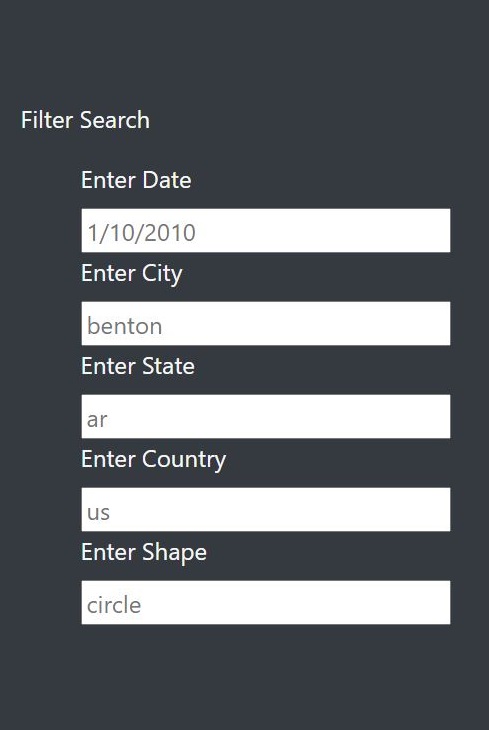 Filter Search
Enter Date
1/10/2010
Enter City
benton
Enter State
ar
Enter Country
us
Enter Shape
circle